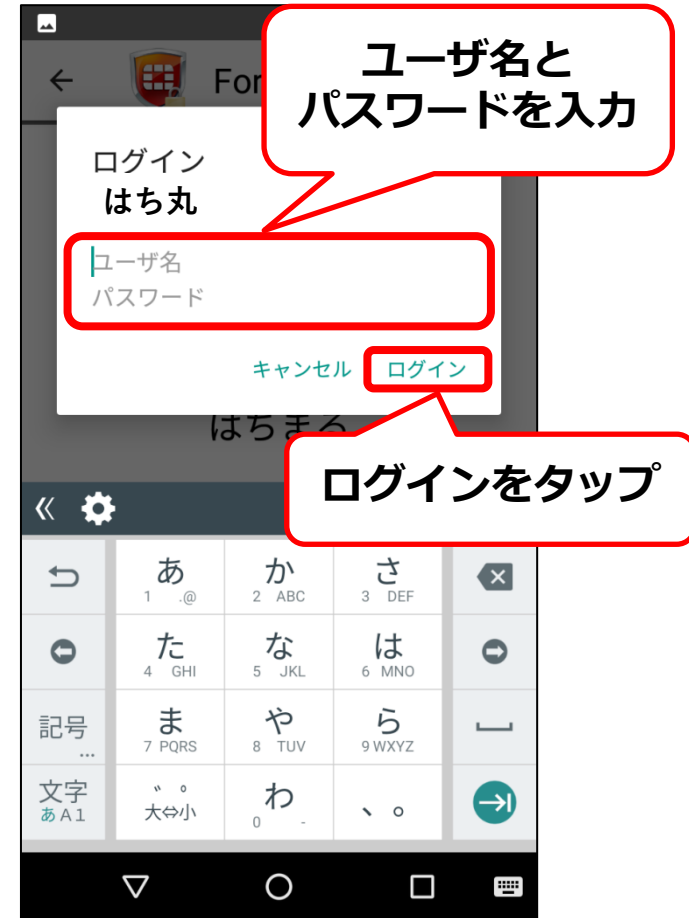 For
ユーザ名と
パスワードを入力
ログイン
はち丸
ユーザ名
パスワード
キャンセル ログイン
はちまる
ログインをタップ
あ か さ
1 .@ 2 ABC 3 DEF
た な は
4 GHI 5 JKL 6 MNO
記号 ま や ら
... 7 PQRS 8 TUV 9 WXYZ
文字 ゛゜ わ 、。
あA1 大⇔小 0 -